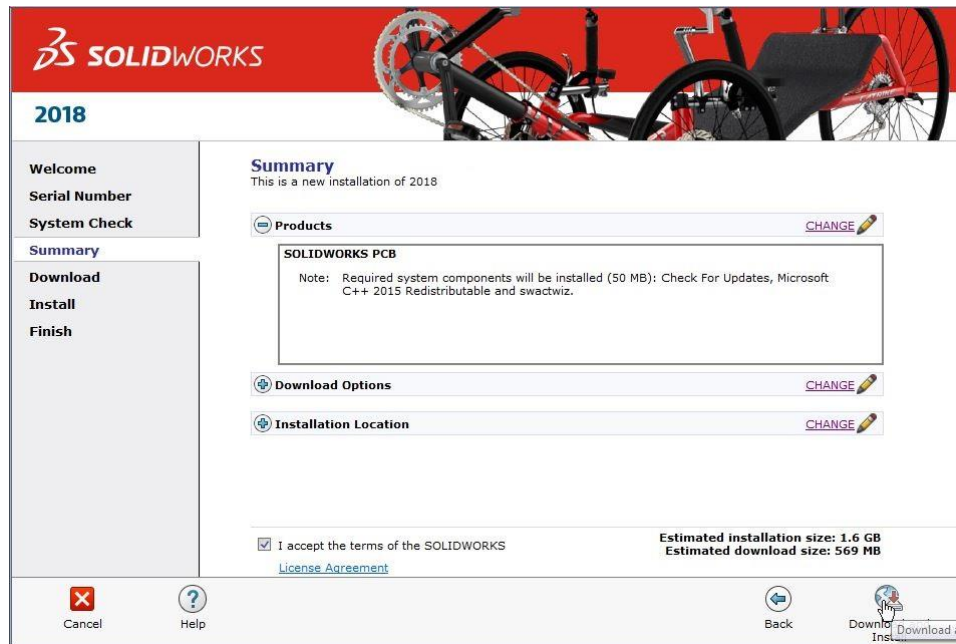 SOLIDWORKS
2018
Welcome
Serial Number
System Check
Summary
Download
Install
Finish
Summary
This is a new installation of 2018
Products
CHANGE
SOLIDWORKS PCB
Note: Required system components will be installed (50 MB): Check For Updates, Microsoft
C++ 2015 Redistributable and swactwiz.
Download Options
CHANGE
Installation Location
CHANGE
I accept the terms of the SOLIDWORKS
License Agreement
Estimated installation size: 1.6 GB
Estimated download size: 569 MB
Cancel
Help
Back
Download a